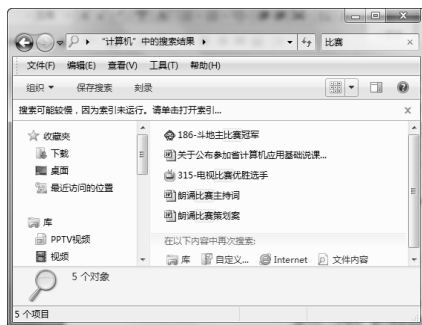 "计算机"中的搜索结果
比赛
文件(F) 编辑(E) 查看(V) 工具(T) 帮助(H)
组织 保存搜索 刻录
搜索可能较慢，因为索引未运行。请单击打开索引...
收藏夹
下载
桌面
最近访问的位置
库
PPTV视频
视频
186-斗地主比赛冠军
关于公布参加省计算机应用基础说课...
315-电视比赛优胜选手
朗诵比赛主持词
朗诵比赛策划案
在以下内容中再次搜索:
库 自定义... Internet 文件内容
5 个对象
5 个项目